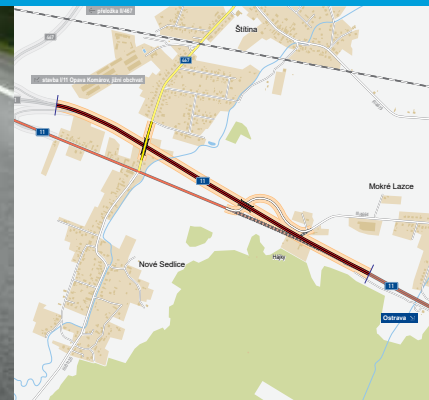 přeložka II/467
467
Štítina
467
stavba I/11 Opava Komárov, jižní obchvat
11
11
Mokré Lazce
Hájky
Nové Sedlice
11
Ostrava